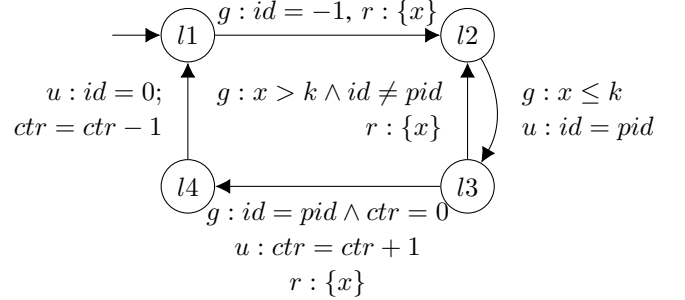 g : id = −1, r : {x}
l1
l2
u : id = 0;
ctr = ctr − 1
g : x > k ∧ id ≠ pid
r : {x}
g : x ≤ k
u : id = pid
l4
l3
g : id = pid ∧ ctr = 0
u : ctr = ctr + 1
r : {x}